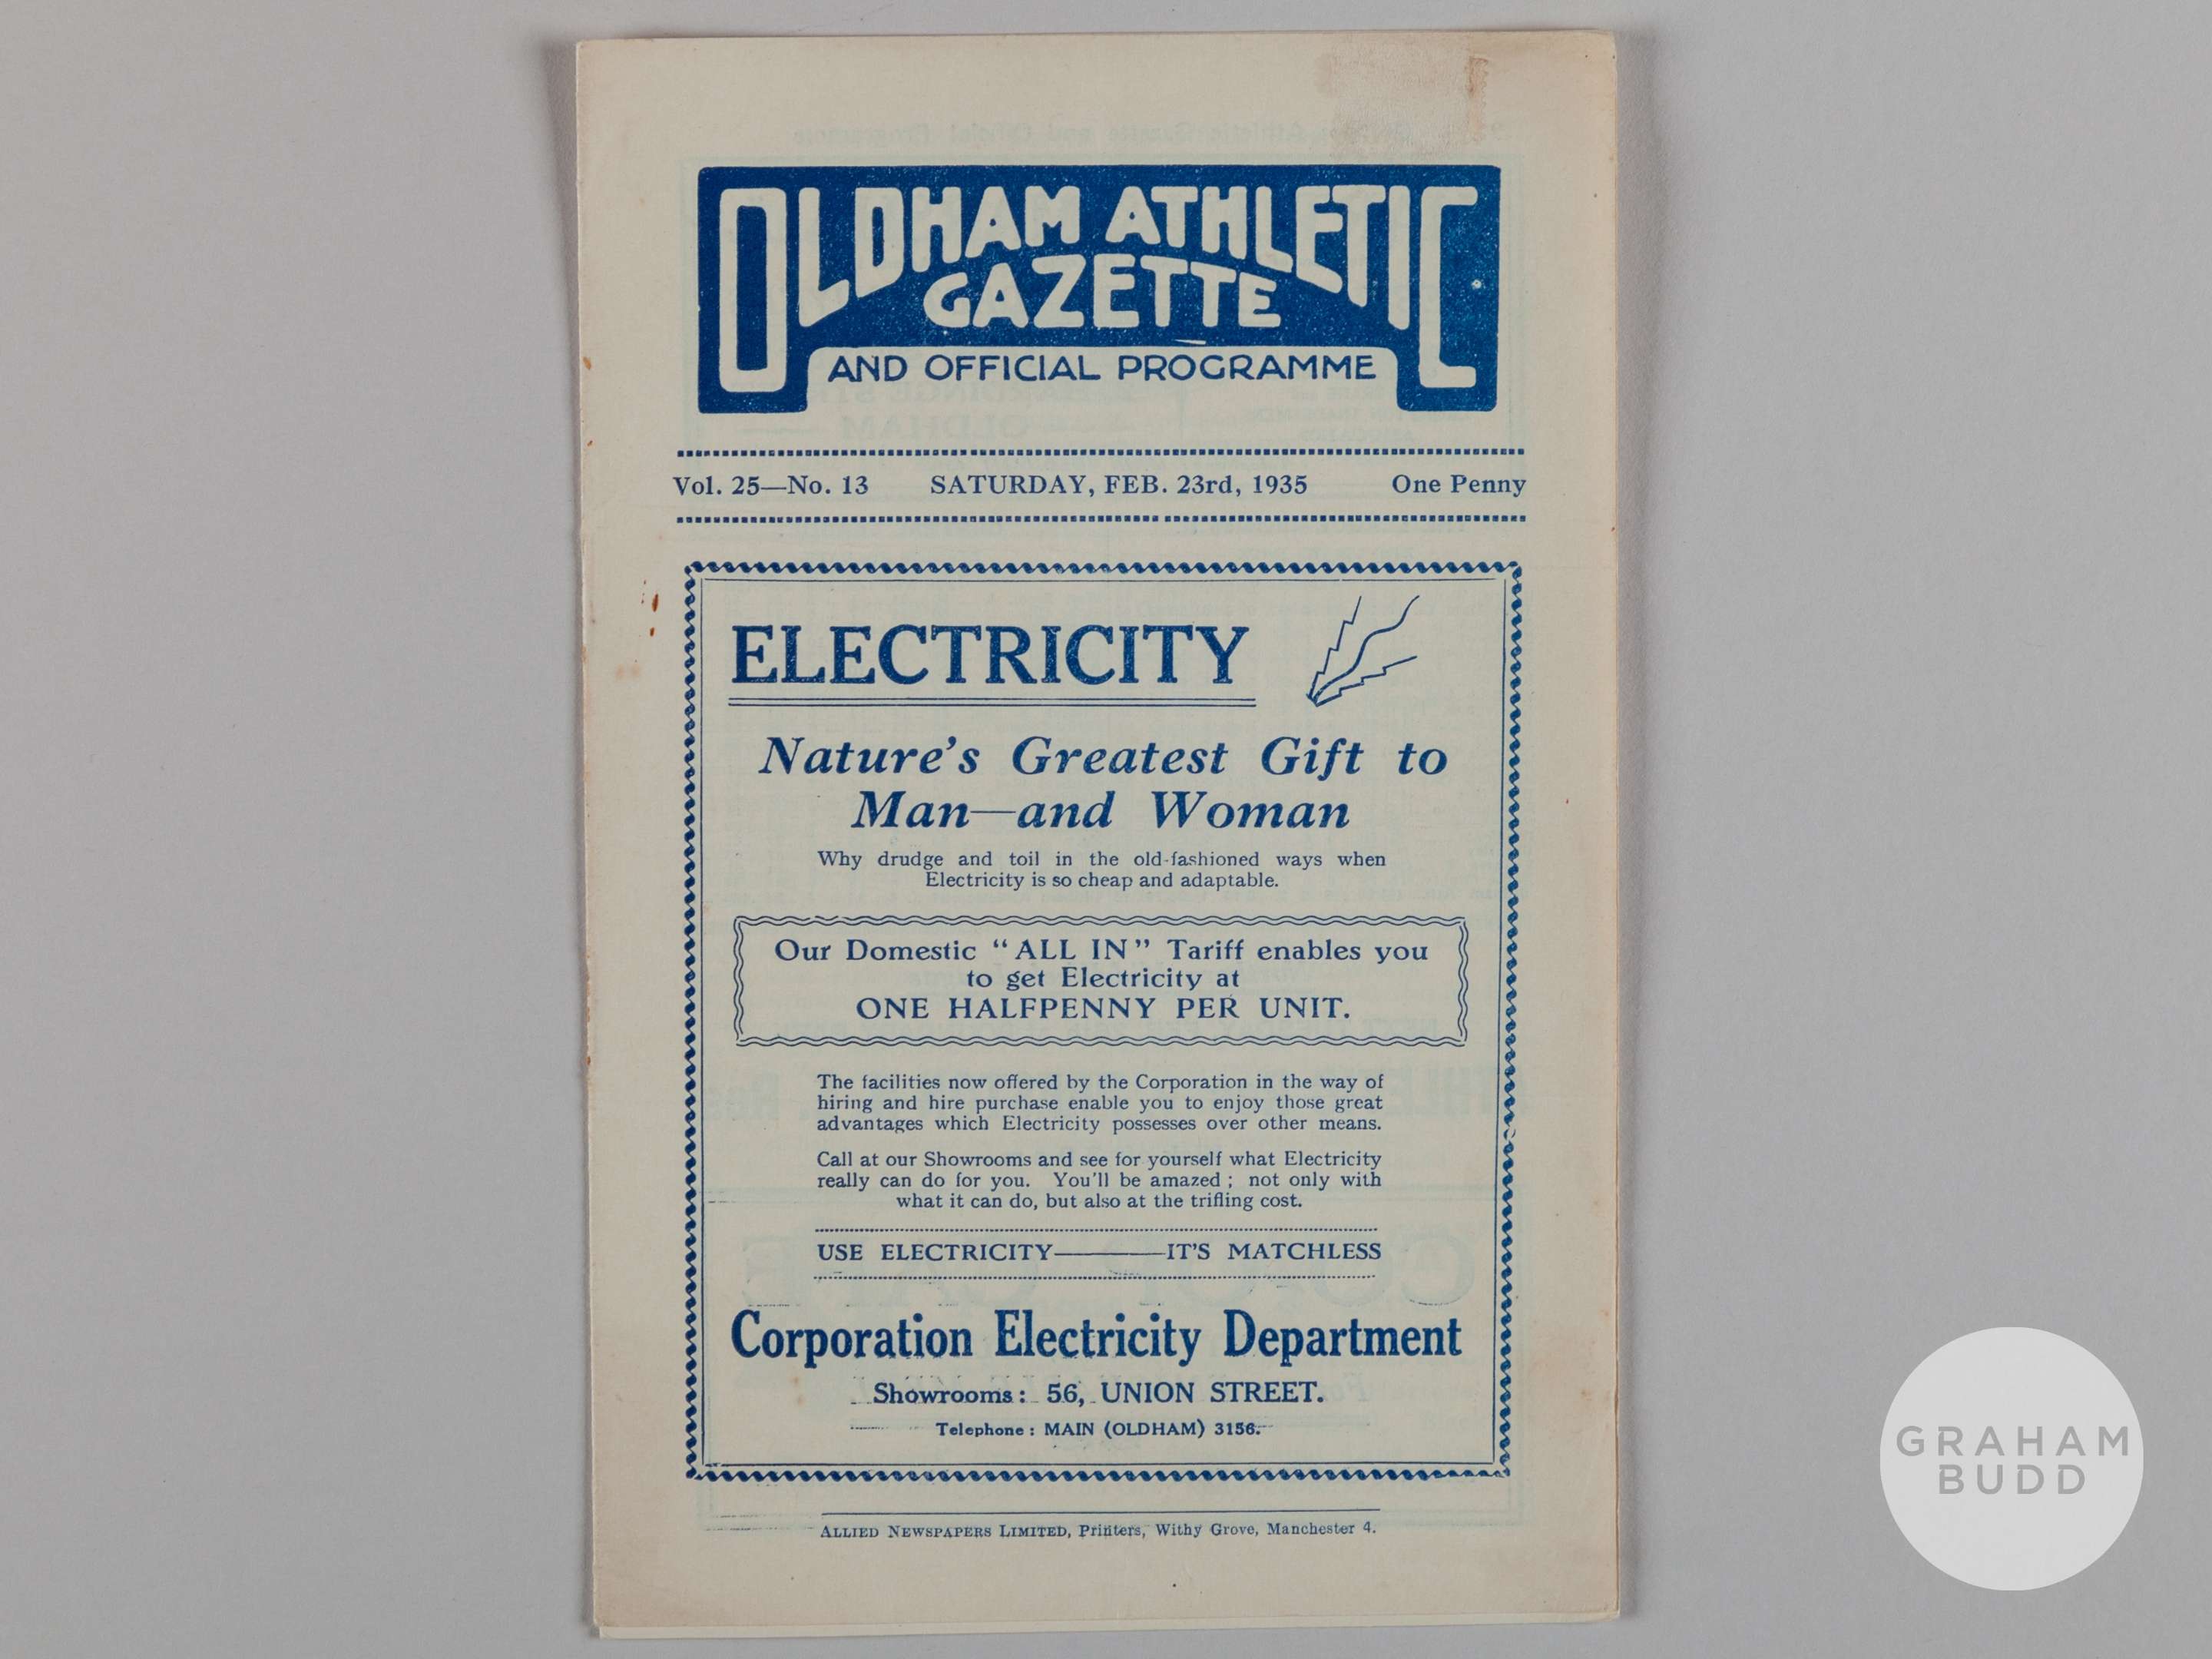 OLDHAM ATHLETIC
GAZETTE
AND OFFICIAL PROGRAMME
Vol. 25—No. 13 SATURDAY, FEB. 23rd, 1935 One Penny
ELECTRICITY
Nature's Greatest Gift to
Man—and Woman
Why drudge and toil in the old-fashioned ways when
Electricity is so cheap and adaptable.
Our Domestic "ALL IN" Tariff enables you
to get Electricity at
ONE HALFPENNY PER UNIT.
The facilities now offered by the Corporation in the way of
hiring and hire purchase enable you to enjoy those great
advantages which Electricity possesses over other means.
Call at our Showrooms and see for yourself what Electricity
really can do for you. You'll be amazed; not only with
what it can do, but also at the trifling cost.
USE ELECTRICITY———IT'S MATCHLESS
Corporation Electricity Department
Showrooms: 56, UNION STREET.
Telephone: MAIN (OLDHAM) 3156.
ALLIED NEWSPAPERS LIMITED, Printers, Withy Grove, Manchester 4.
GRAHAM
BUDD